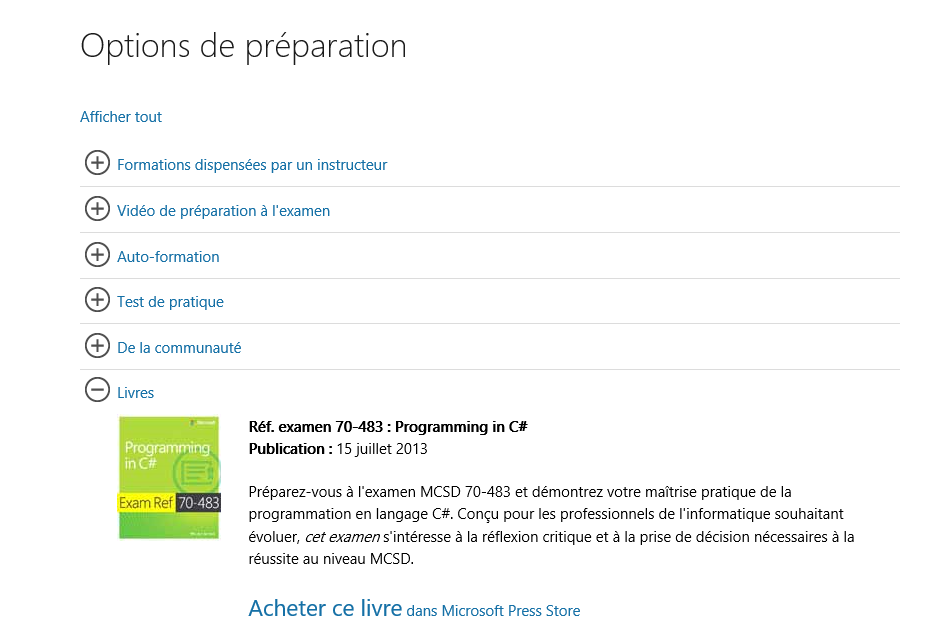 Options de préparation
Afficher tout
Formations dispensées par un instructeur
Vidéo de préparation à l'examen
Auto-formation
Test de pratique
De la communauté
Livres
Réf. examen 70-483 : Programming in C#
Publication : 15 juillet 2013
Microsoft
Programming
in C#
Exam Ref 70-483
Préparez-vous à l'examen MCSD 70-483 et démontrez votre maîtrise pratique de la
programmation en langage C#. Conçu pour les professionnels de l'informatique souhaitant
évoluer, cet examen s'intéresse à la réflexion critique et à la prise de décision nécessaires à la
réussite au niveau MCSD.
Acheter ce livre dans Microsoft Press Store